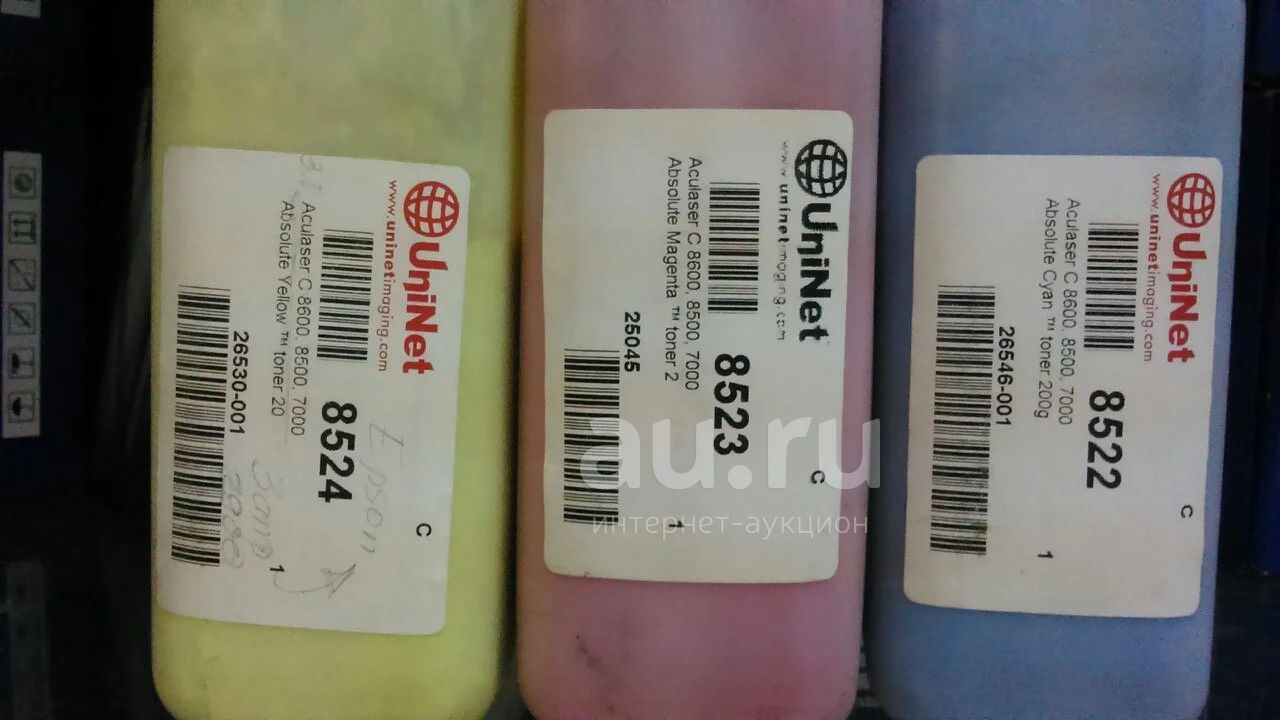 UniNet
www.uninetimaging.com
8524
C
Aculaser C 8600, 8500, 7000
Absolute Yellow ™ toner 20
26530-001
1
Epson
UniNet
www.uninetimaging.com
8523
C
Aculaser C 8600, 8500, 7000
Absolute Magenta ™ toner 2
25045
1
UniNet
www.uninetimaging.com
8522
C
Aculaser C 8600, 8500, 7000
Absolute Cyan ™ toner 200g
26546-001
1
au.ru
интернет-аукцион